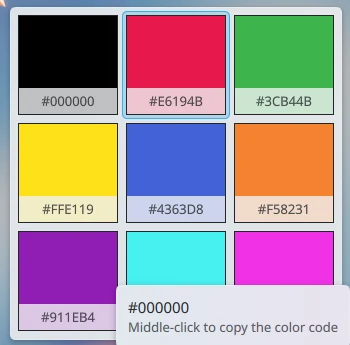 #000000
#E6194B
#3CB44B
#FFE119
#4363D8
#F58231
#911EB4
#000000
Middle-click to copy the color code